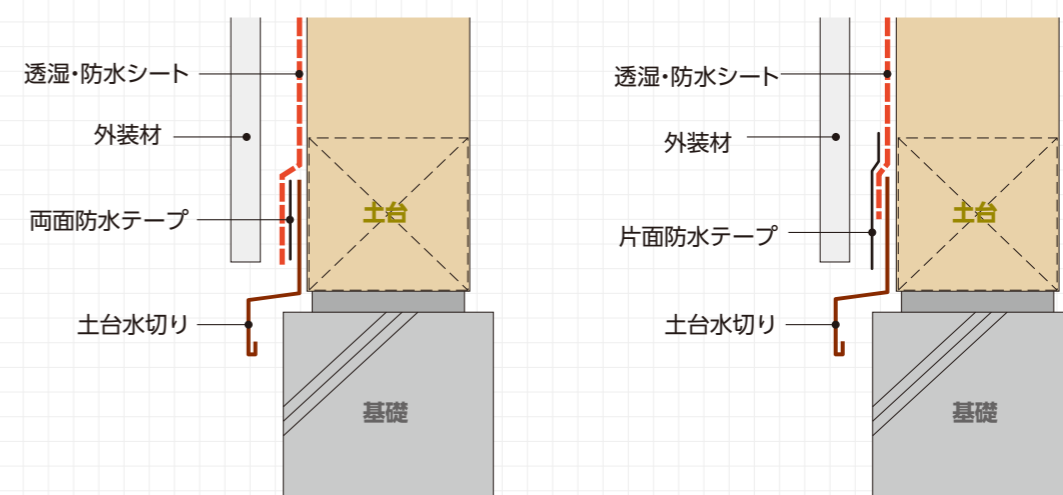 透湿・防水シート
外装材
両面防水テープ
土台
土台水切り
基礎
透湿・防水シート
外装材
片面防水テープ
土台
土台水切り
基礎